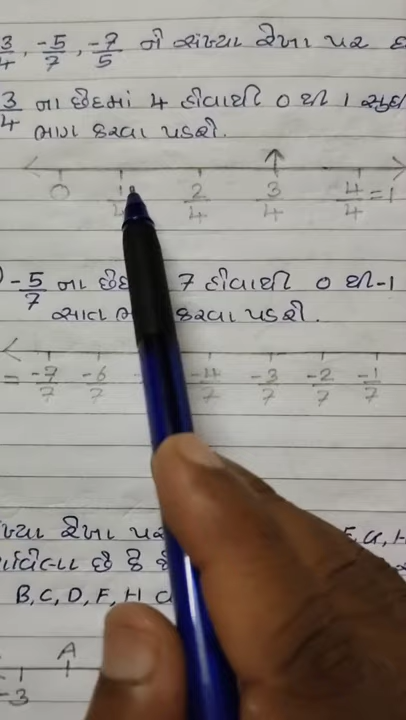 3/4, -5/7, -7/5 ને સંખ્યા રેખા પર
3/4 ના છેદમાં 4 હોવાથી 0 થી 1
ભાગ કરવા પડશે.
0 1/4 2/4 3/4 4/4 = 1
-5/7 ના 7 હોવાથી 0 થી -1
સાત કરવા પડશે.
= -7/7 -6/7 -4/7 -3/7 -2/7 -1/7
રેખા પર
B, C, D, F, H
A
-3